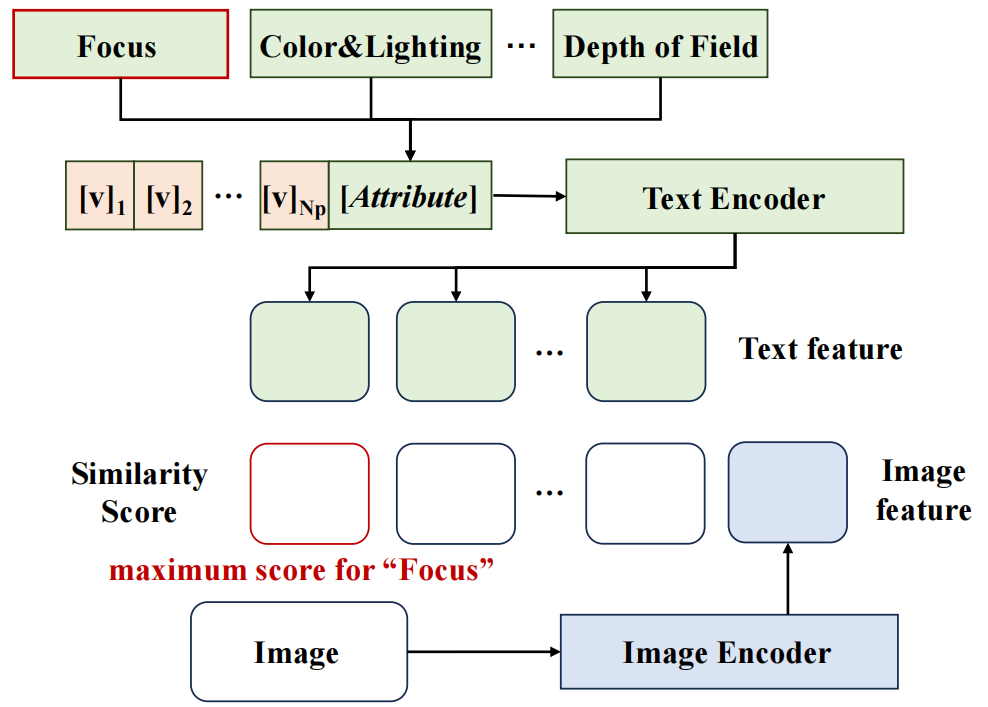 Focus Color&Lighting ... Depth of Field
[v]1 [v]2 ... [v]Np [Attribute] Text Encoder
... Text feature
Similarity
Score
... Image
feature
maximum score for “Focus”
Image Image Encoder